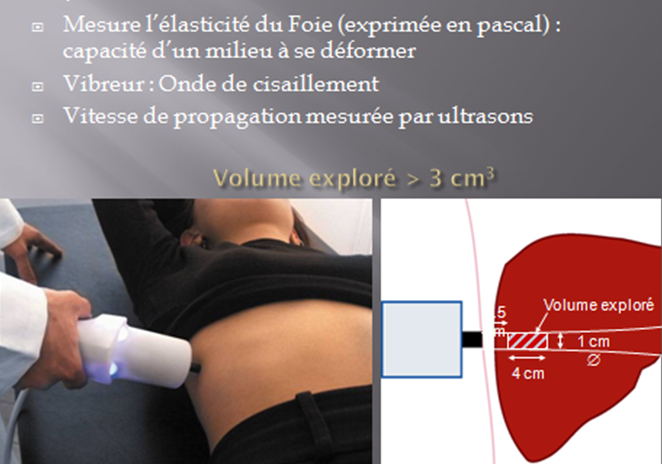 Mesure l'élasticité du Foie (exprimée en pascal) :
capacité d'un milieu à se déformer
Vibreur : Onde de cisaillement
Vitesse de propagation mesurée par ultrasons
Volume exploré > 3 cm³
Volume exploré
.5
m
1 cm
4 cm
∅